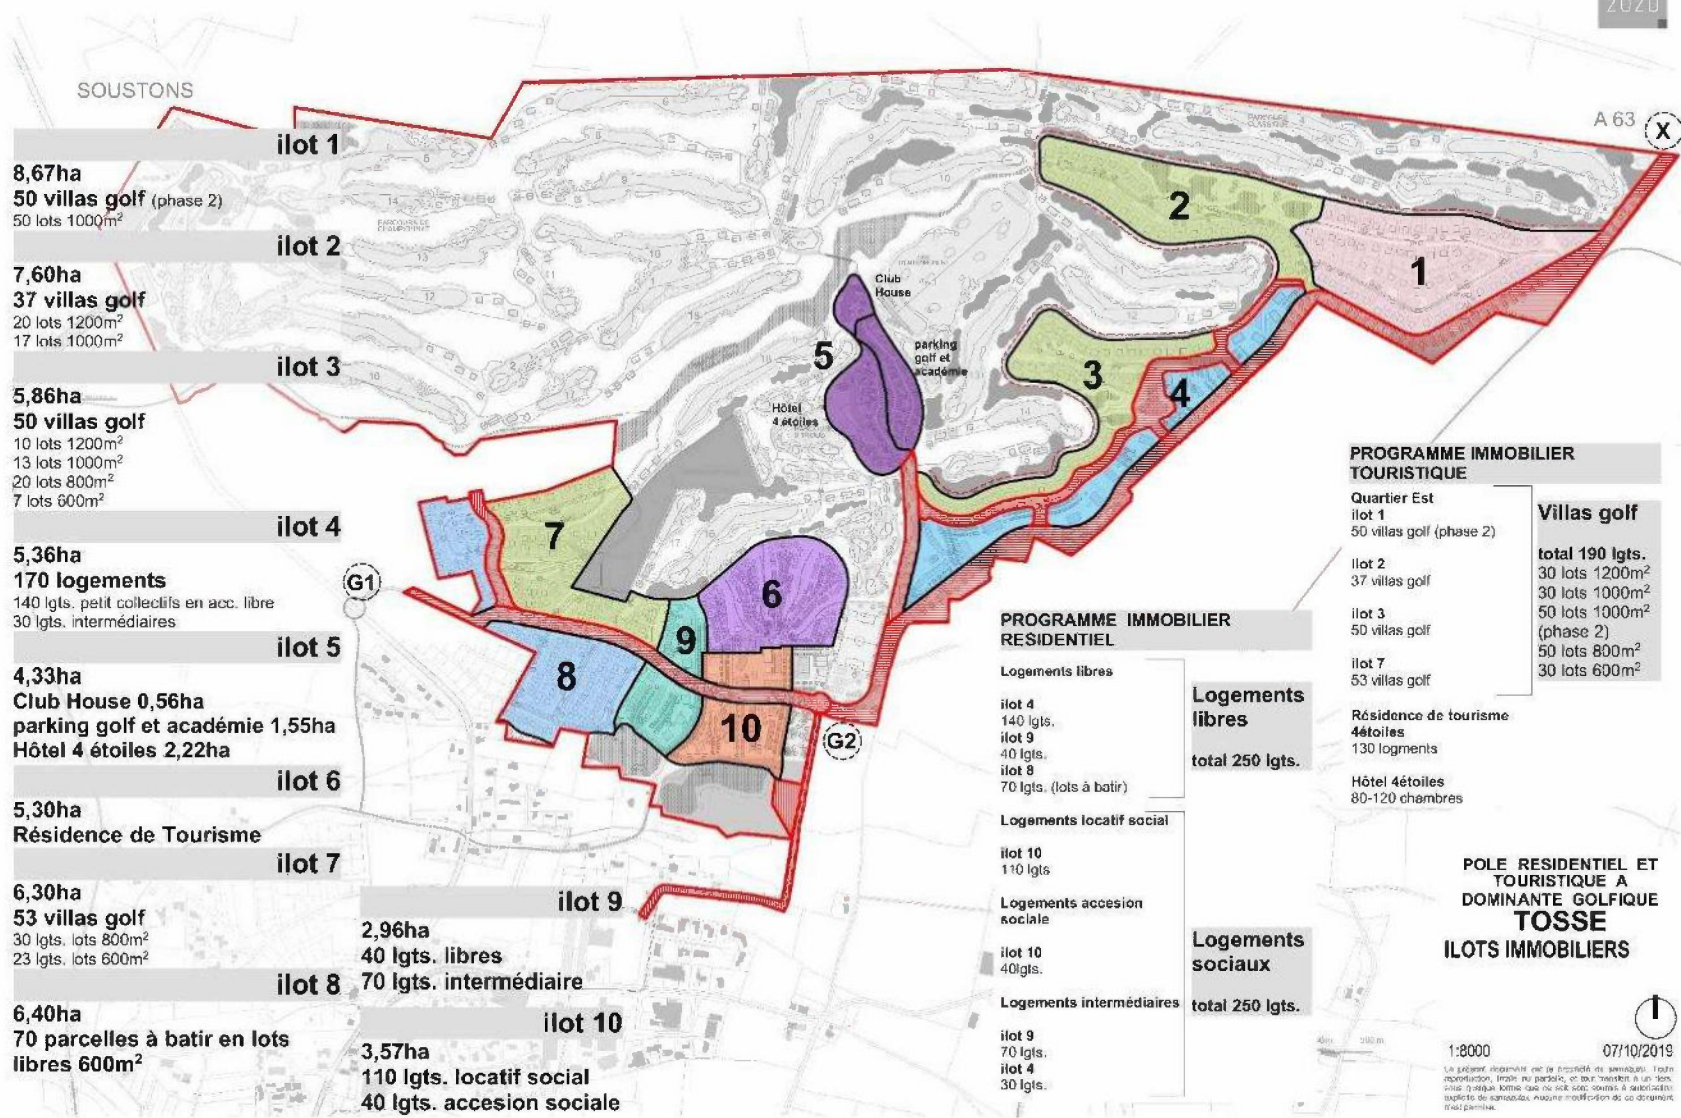 2020
SOUSTONS
A 63
X
ilot 1
8,67ha
50 villas golf (phase 2)
50 lots 1000m²
ilot 2
7,60ha
37 villas golf
20 lots 1200m²
17 lots 1000m²
ilot 3
5,86ha
50 villas golf
10 lots 1200m²
13 lots 1000m²
20 lots 800m²
7 lots 600m²
ilot 4
5,36ha
170 logements
140 lgts. petit collectifs en acc. libre
30 lgts. intermédiaires
ilot 5
4,33ha
Club House 0,56ha
parking golf et académie 1,55ha
Hôtel 4 étoiles 2,22ha
ilot 6
5,30ha
Résidence de Tourisme
ilot 7
6,30ha
53 villas golf
30 lgts. lots 800m²
23 lgts. lots 600m²
ilot 8
6,40ha
70 parcelles à batir en lots
libres 600m²
ilot 9
2,96ha
40 lgts. libres
70 lgts. intermédiaire
ilot 10
3,57ha
110 lgts. locatif social
40 lgts. accesion sociale
2
1
Club
House
5
parking
golf et
académie
Hôtel
4 étoiles
3
4
7
6
9
8
10
G1
G2
PROGRAMME IMMOBILIER
RESIDENTIEL
Logements libres
ilot 4
140 lgts.
ilot 9
40 lgts.
ilot 8
70 lgts. (lots à batir)
Logements
libres
total 250 lgts.
Logements locatif social
ilot 10
110 lgts
Logements accesion
sociale
ilot 10
40lgts.
Logements intermédiaires
ilot 9
70 lgts.
ilot 4
30 lgts.
Logements
sociaux
total 250 lgts.
PROGRAMME IMMOBILIER
TOURISTIQUE
Quartier Est
ilot 1
50 villas golf (phase 2)
ilot 2
37 villas golf
ilot 3
50 villas golf
ilot 7
53 villas golf
Villas golf
total 190 lgts.
30 lots 1200m²
30 lots 1000m²
50 lots 1000m²
(phase 2)
50 lots 800m²
30 lots 600m²
Résidence de tourisme
4étoiles
130 logments
Hôtel 4étoiles
80-120 chambres
POLE RESIDENTIEL ET
TOURISTIQUE A
DOMINANTE GOLFIQUE
TOSSE
ILOTS IMMOBILIERS
1:8000
07/10/2019